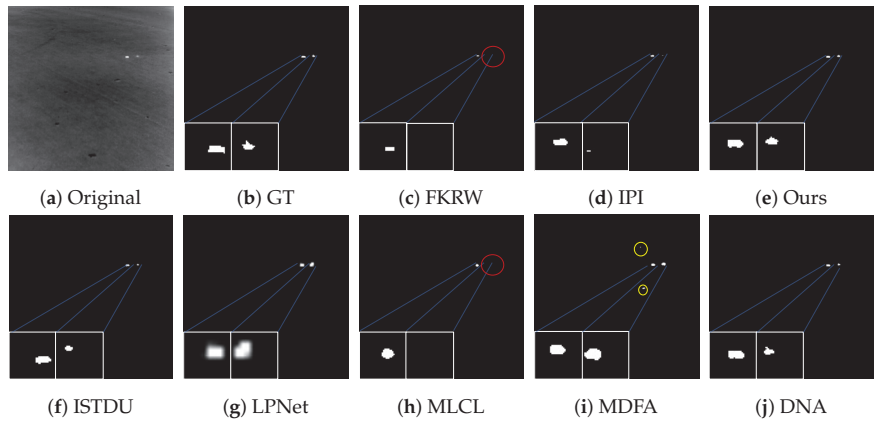 (a) Original
(b) GT
(c) FKRW
(d) IPI
(e) Ours
(f) ISTDU
(g) LPNet
(h) MLCL
(i) MDFA
(j) DNA